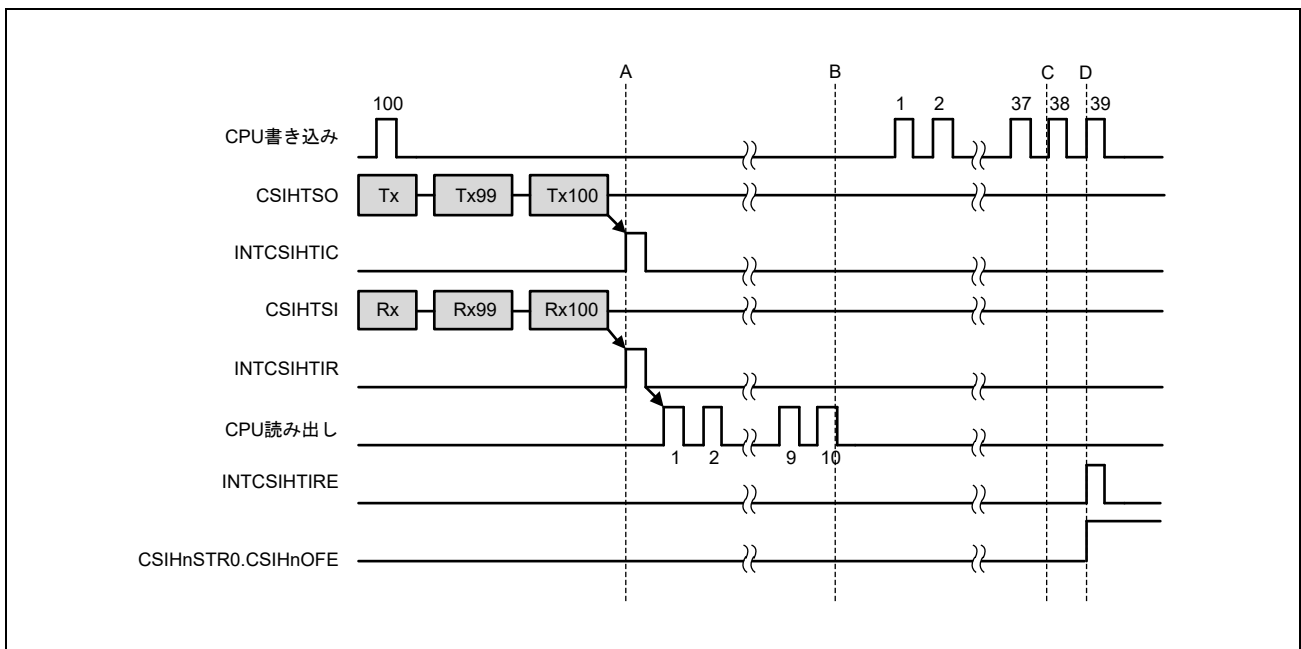 A B C D
100 1 2 37 38 39
CPU書き込み
CSIHTSO Tx Tx99 Tx100
INTCSIHTIC
CSIHTSI Rx Rx99 Rx100
INTCSIHTIR
CPU読み出し
1 2 9 10
INTCSIHTIRE
CSIHnSTR0.CSIHnOFE